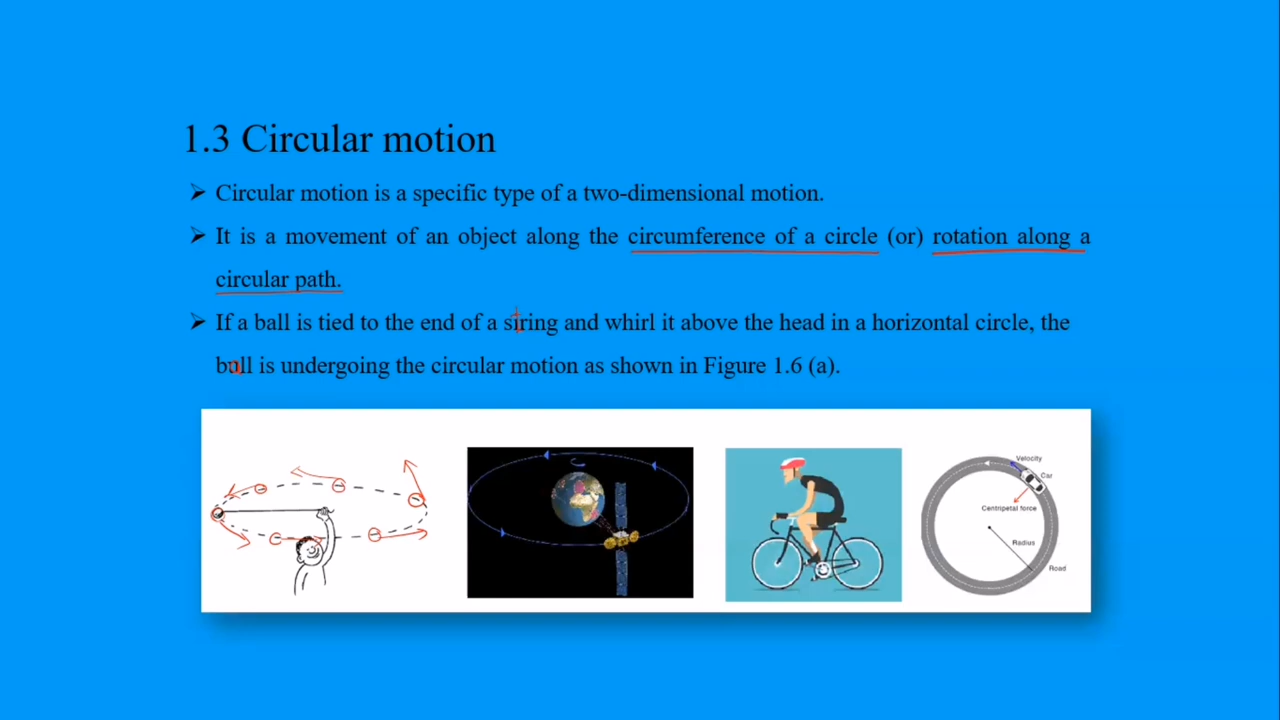 1.3 Circular motion
➢ Circular motion is a specific type of a two-dimensional motion.
➢ It is a movement of an object along the circumference of a circle (or) rotation along a
circular path.
➢ If a ball is tied to the end of a string and whirl it above the head in a horizontal circle, the
ball is undergoing the circular motion as shown in Figure 1.6 (a).
Velocity
Car
Centripetal force
Radius
Road